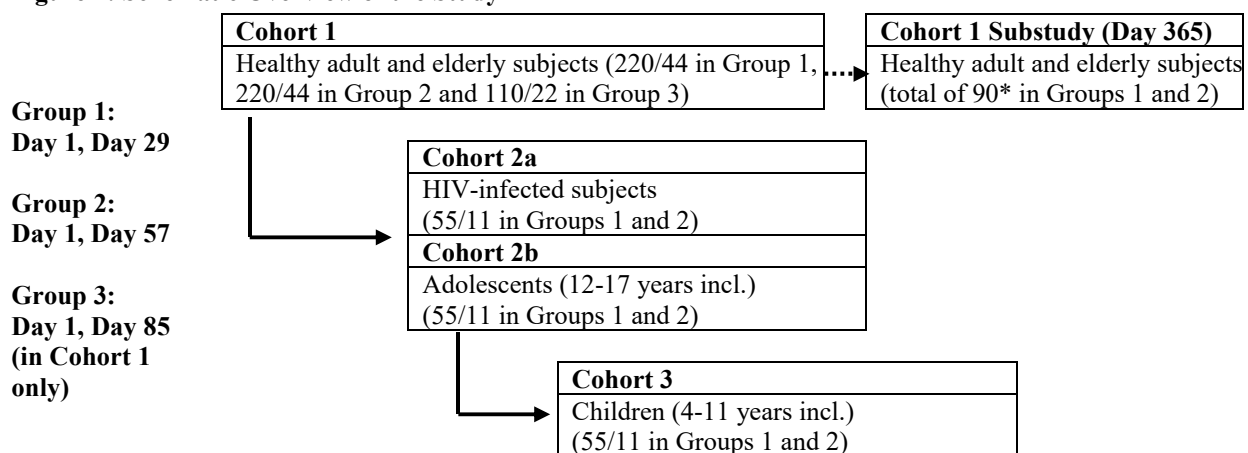 Cohort 1
Healthy adult and elderly subjects (220/44 in Group 1,
220/44 in Group 2 and 110/22 in Group 3)
Cohort 1 Substudy (Day 365)
Healthy adult and elderly subjects
(total of 90* in Groups 1 and 2)
Group 1:
Day 1, Day 29
Group 2:
Day 1, Day 57
Group 3:
Day 1, Day 85
(in Cohort 1
only)
Cohort 2a
HIV-infected subjects
(55/11 in Groups 1 and 2)
Cohort 2b
Adolescents (12-17 years incl.)
(55/11 in Groups 1 and 2)
Cohort 3
Children (4-11 years incl.)
(55/11 in Groups 1 and 2)